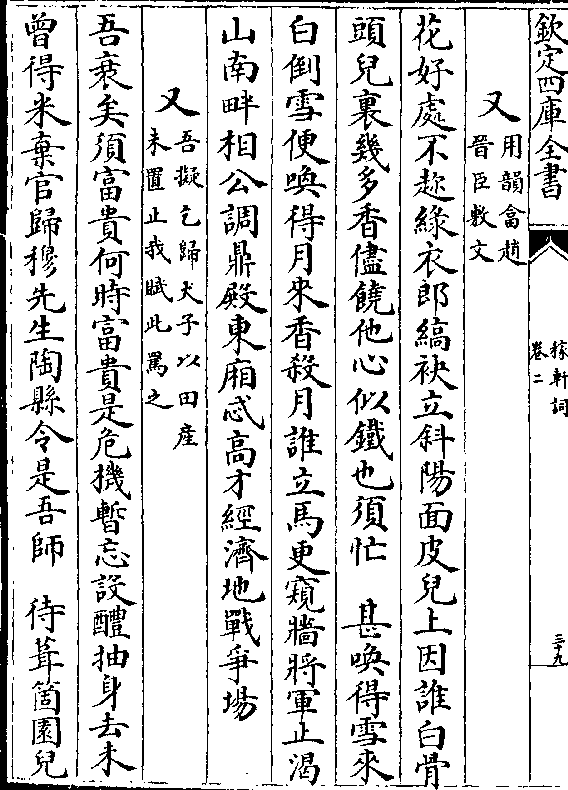 欽定四庫全書
稼軒詞
卷二
三十九
又 用韻畣趙
晉臣敷文
花好處不趂綠衣郎縞袂立斜陽面皮兒上因誰白骨
頭兒裏幾多香儘饒他心似鐵也須忙　甚喚得雪來
白倒雪便喚得月來香殺月誰立馬更窺牆將軍止渴
山南畔相公調鼎殿東廂忒高才經濟地戰爭場
又 吾擬乞歸犬子以田産
未置止我賦此罵之
吾衰矣須富貴何時富貴是危機暫忘設醴抽身去未
曾得米棄官歸穆先生陶縣令是吾師　待葺箇園兒